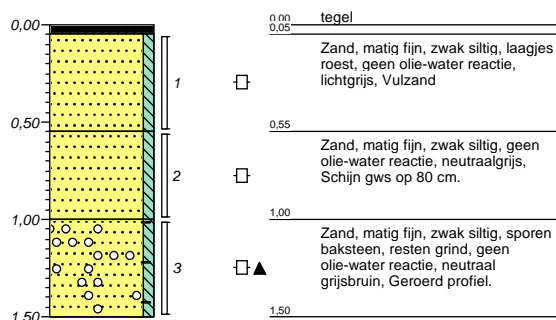 0,00
0,50
1,00
1,50
1
2
3
0,00 tegel
0,05
Zand, matig fijn, zwak siltig, laagjes
roest, geen olie-water reactie,
lichtgrijs, Vulzand
0,55
Zand, matig fijn, zwak siltig, geen
olie-water reactie, neutraalgrijs,
Schijn gws op 80 cm.
1,00
Zand, matig fijn, zwak siltig, sporen
baksteen, resten grind, geen
olie-water reactie, neutraal
grijsbruin, Geroerd profiel.
1,50